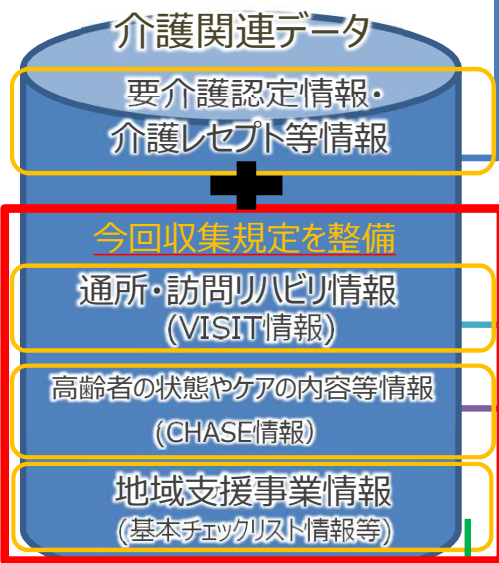 介護関連データ
要介護認定情報・
介護レセプト等情報
今回収集規定を整備
通所・訪問リハビリ情報
(VISIT情報)
高齢者の状態やケアの内容等情報
(CHASE情報)
地域支援事業情報
(基本チェックリスト情報等)